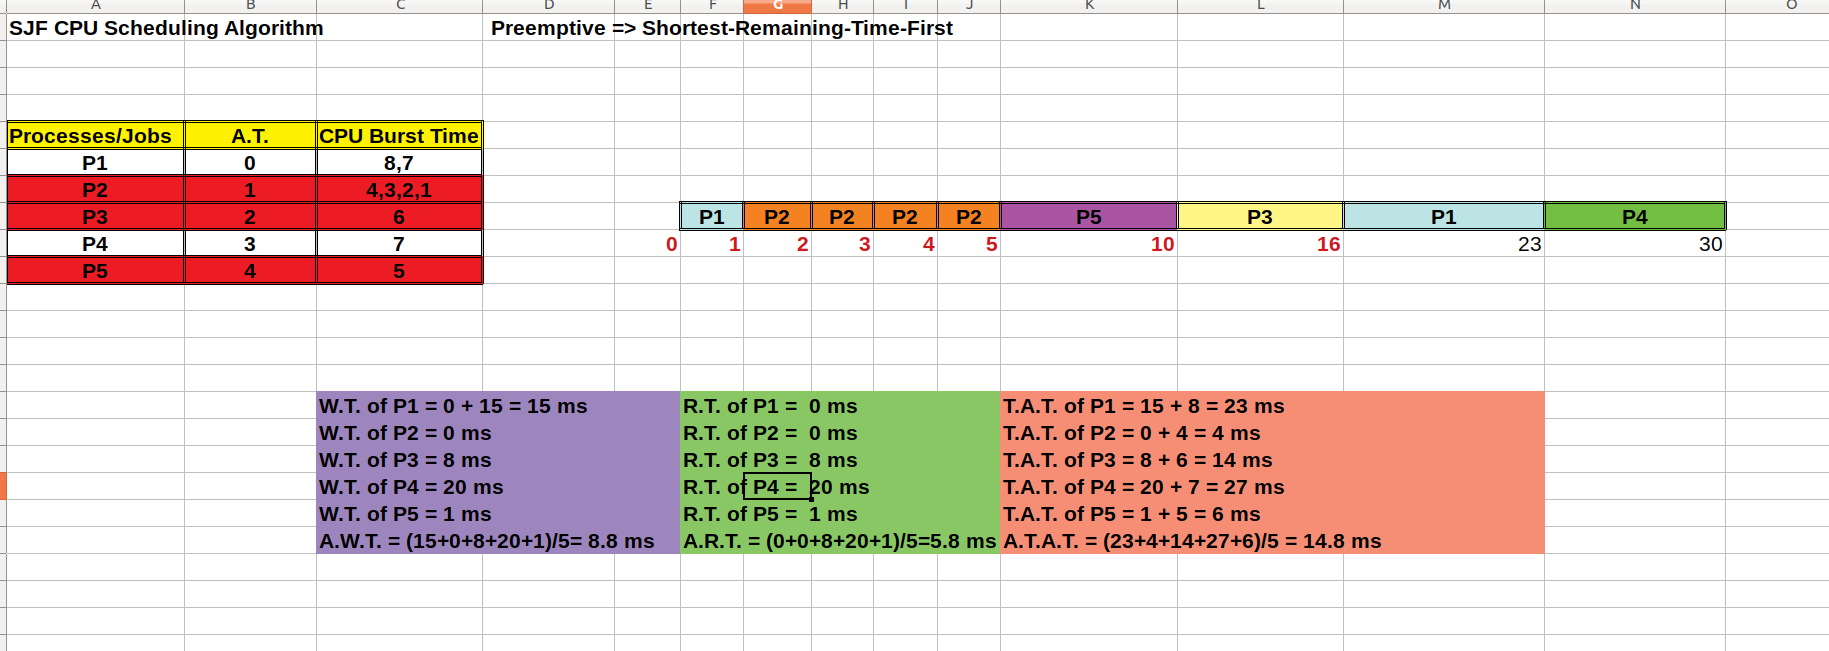 A B C D E F G H I J K L M N O
SJF CPU Scheduling Algorithm Preemptive => Shortest-Remaining-Time-First
Processes/Jobs A.T. CPU Burst Time
P1 0 8,7
P2 1 4,3,2,1
P3 2 6 P1 P2 P2 P2 P2 P5 P3 P1 P4
P4 3 7 0 1 2 3 4 5 10 16 23 30
P5 4 5
W.T. of P1 = 0 + 15 = 15 ms R.T. of P1 = 0 ms T.A.T. of P1 = 15 + 8 = 23 ms
W.T. of P2 = 0 ms R.T. of P2 = 0 ms T.A.T. of P2 = 0 + 4 = 4 ms
W.T. of P3 = 8 ms R.T. of P3 = 8 ms T.A.T. of P3 = 8 + 6 = 14 ms
W.T. of P4 = 20 ms R.T. of P4 = 20 ms T.A.T. of P4 = 20 + 7 = 27 ms
W.T. of P5 = 1 ms R.T. of P5 = 1 ms T.A.T. of P5 = 1 + 5 = 6 ms
A.W.T. = (15+0+8+20+1)/5= 8.8 ms A.R.T. = (0+0+8+20+1)/5=5.8 ms A.T.A.T. = (23+4+14+27+6)/5 = 14.8 ms